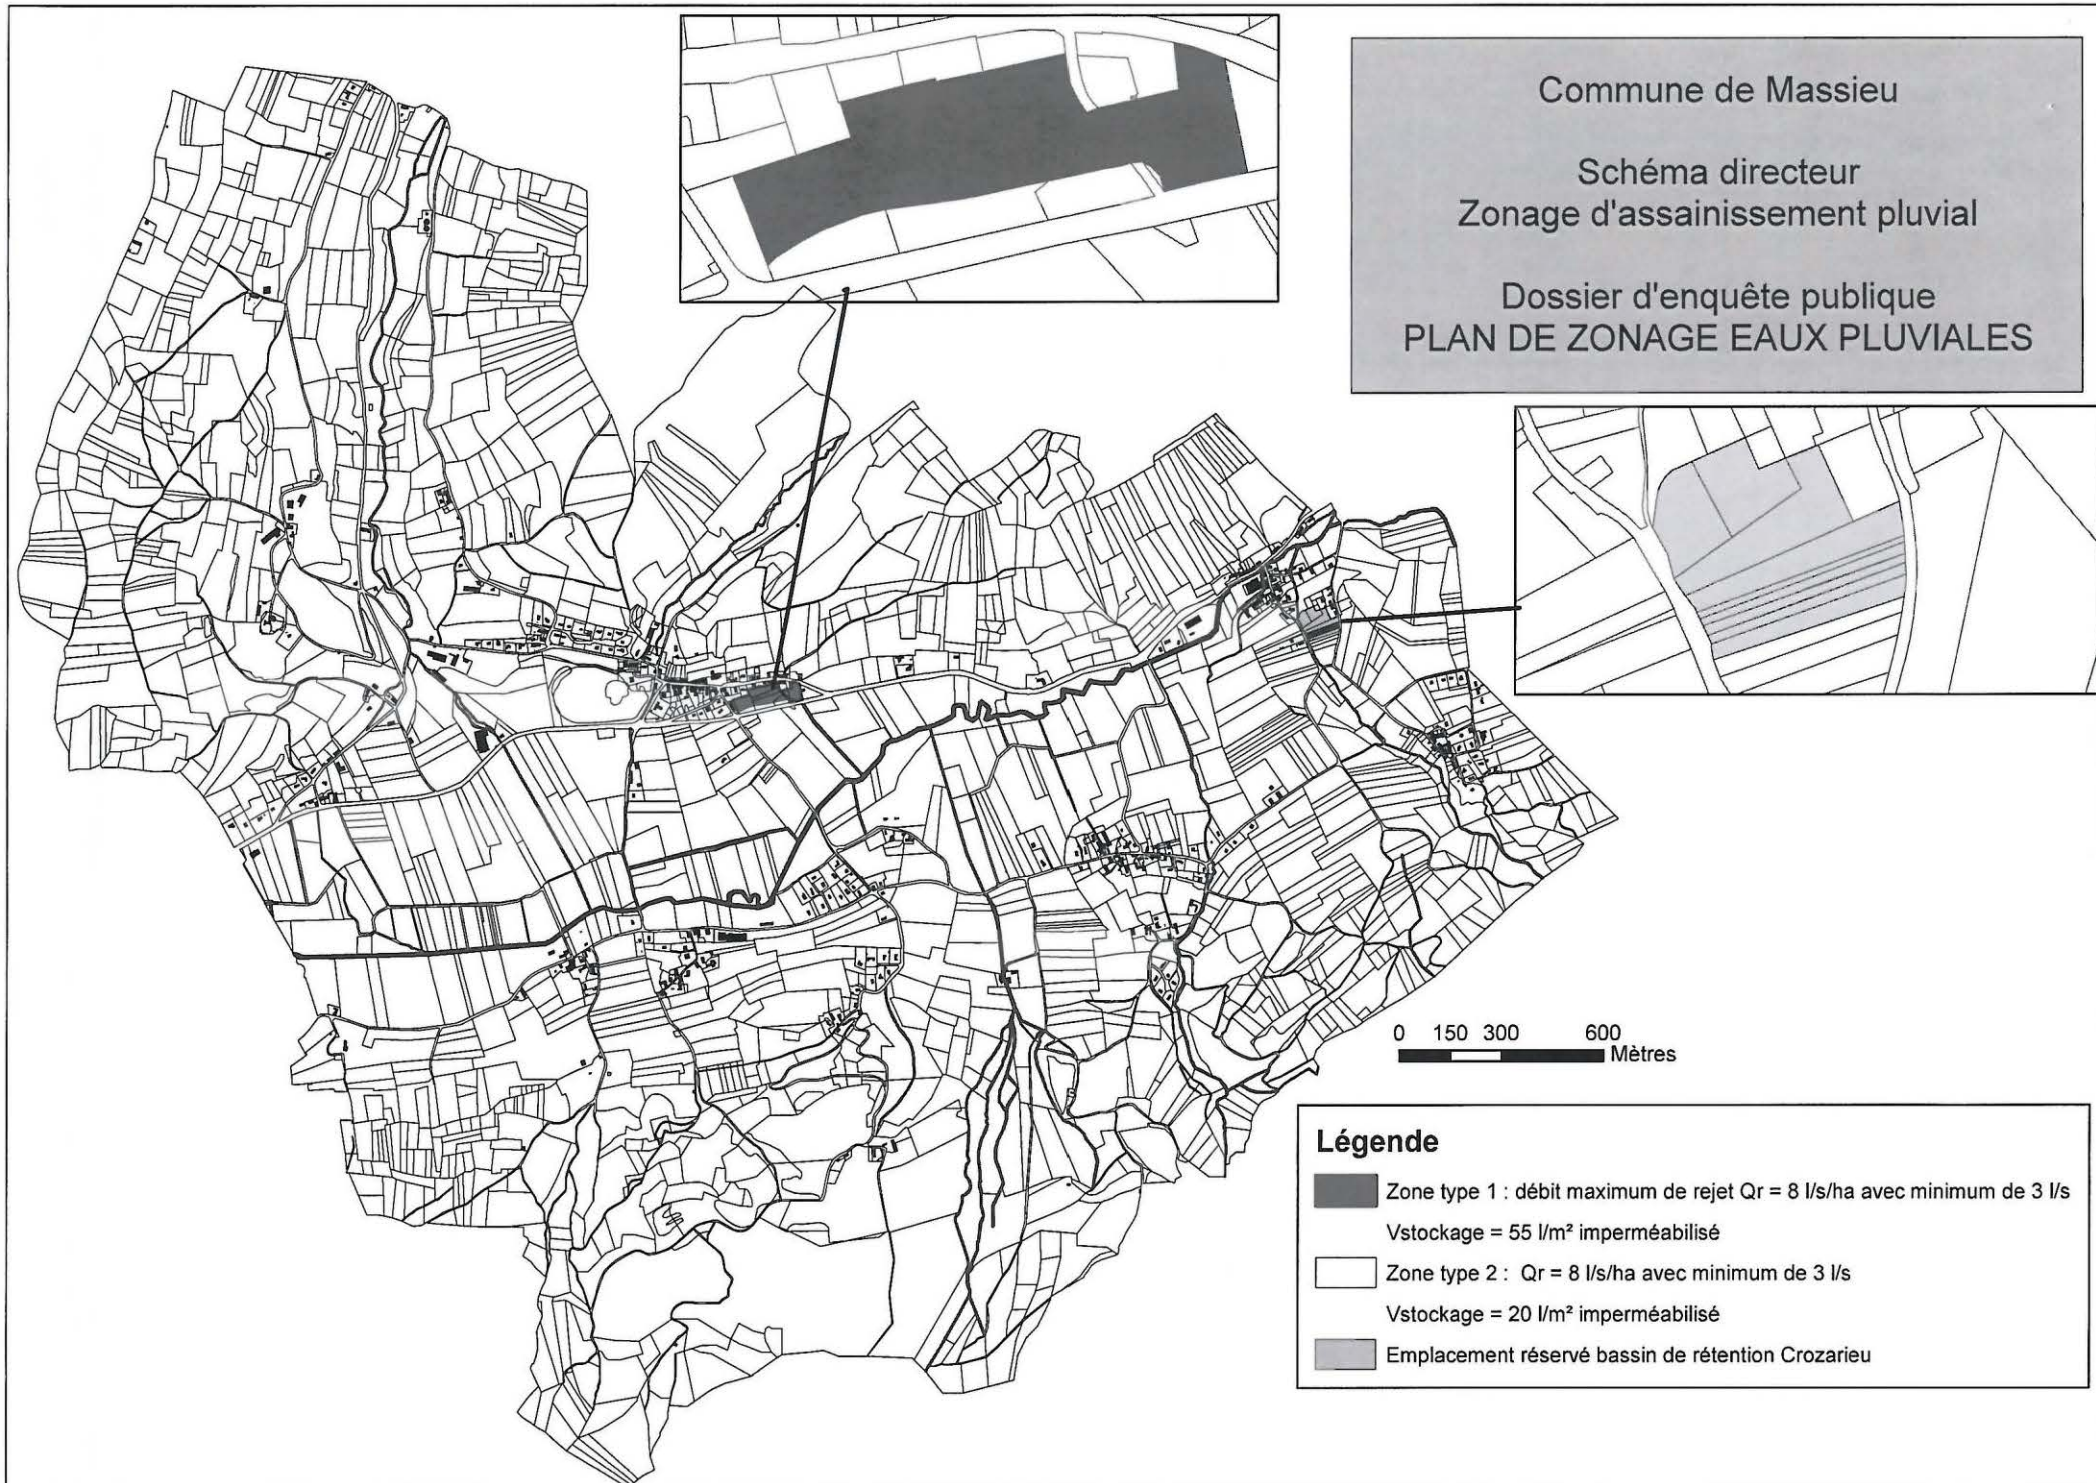 Commune de Massieu
Schéma directeur
Zonage d'assainissement pluvial
Dossier d'enquête publique
PLAN DE ZONAGE EAUX PLUVIALES
0 150 300 600
Mètres
Légende
Zone type 1 : débit maximum de rejet Qr = 8 l/s/ha avec minimum de 3 l/s
Vstockage = 55 l/m² imperméabilisé
Zone type 2 : Qr = 8 l/s/ha avec minimum de 3 l/s
Vstockage = 20 l/m² imperméabilisé
Emplacement réservé bassin de rétention Crozarieu